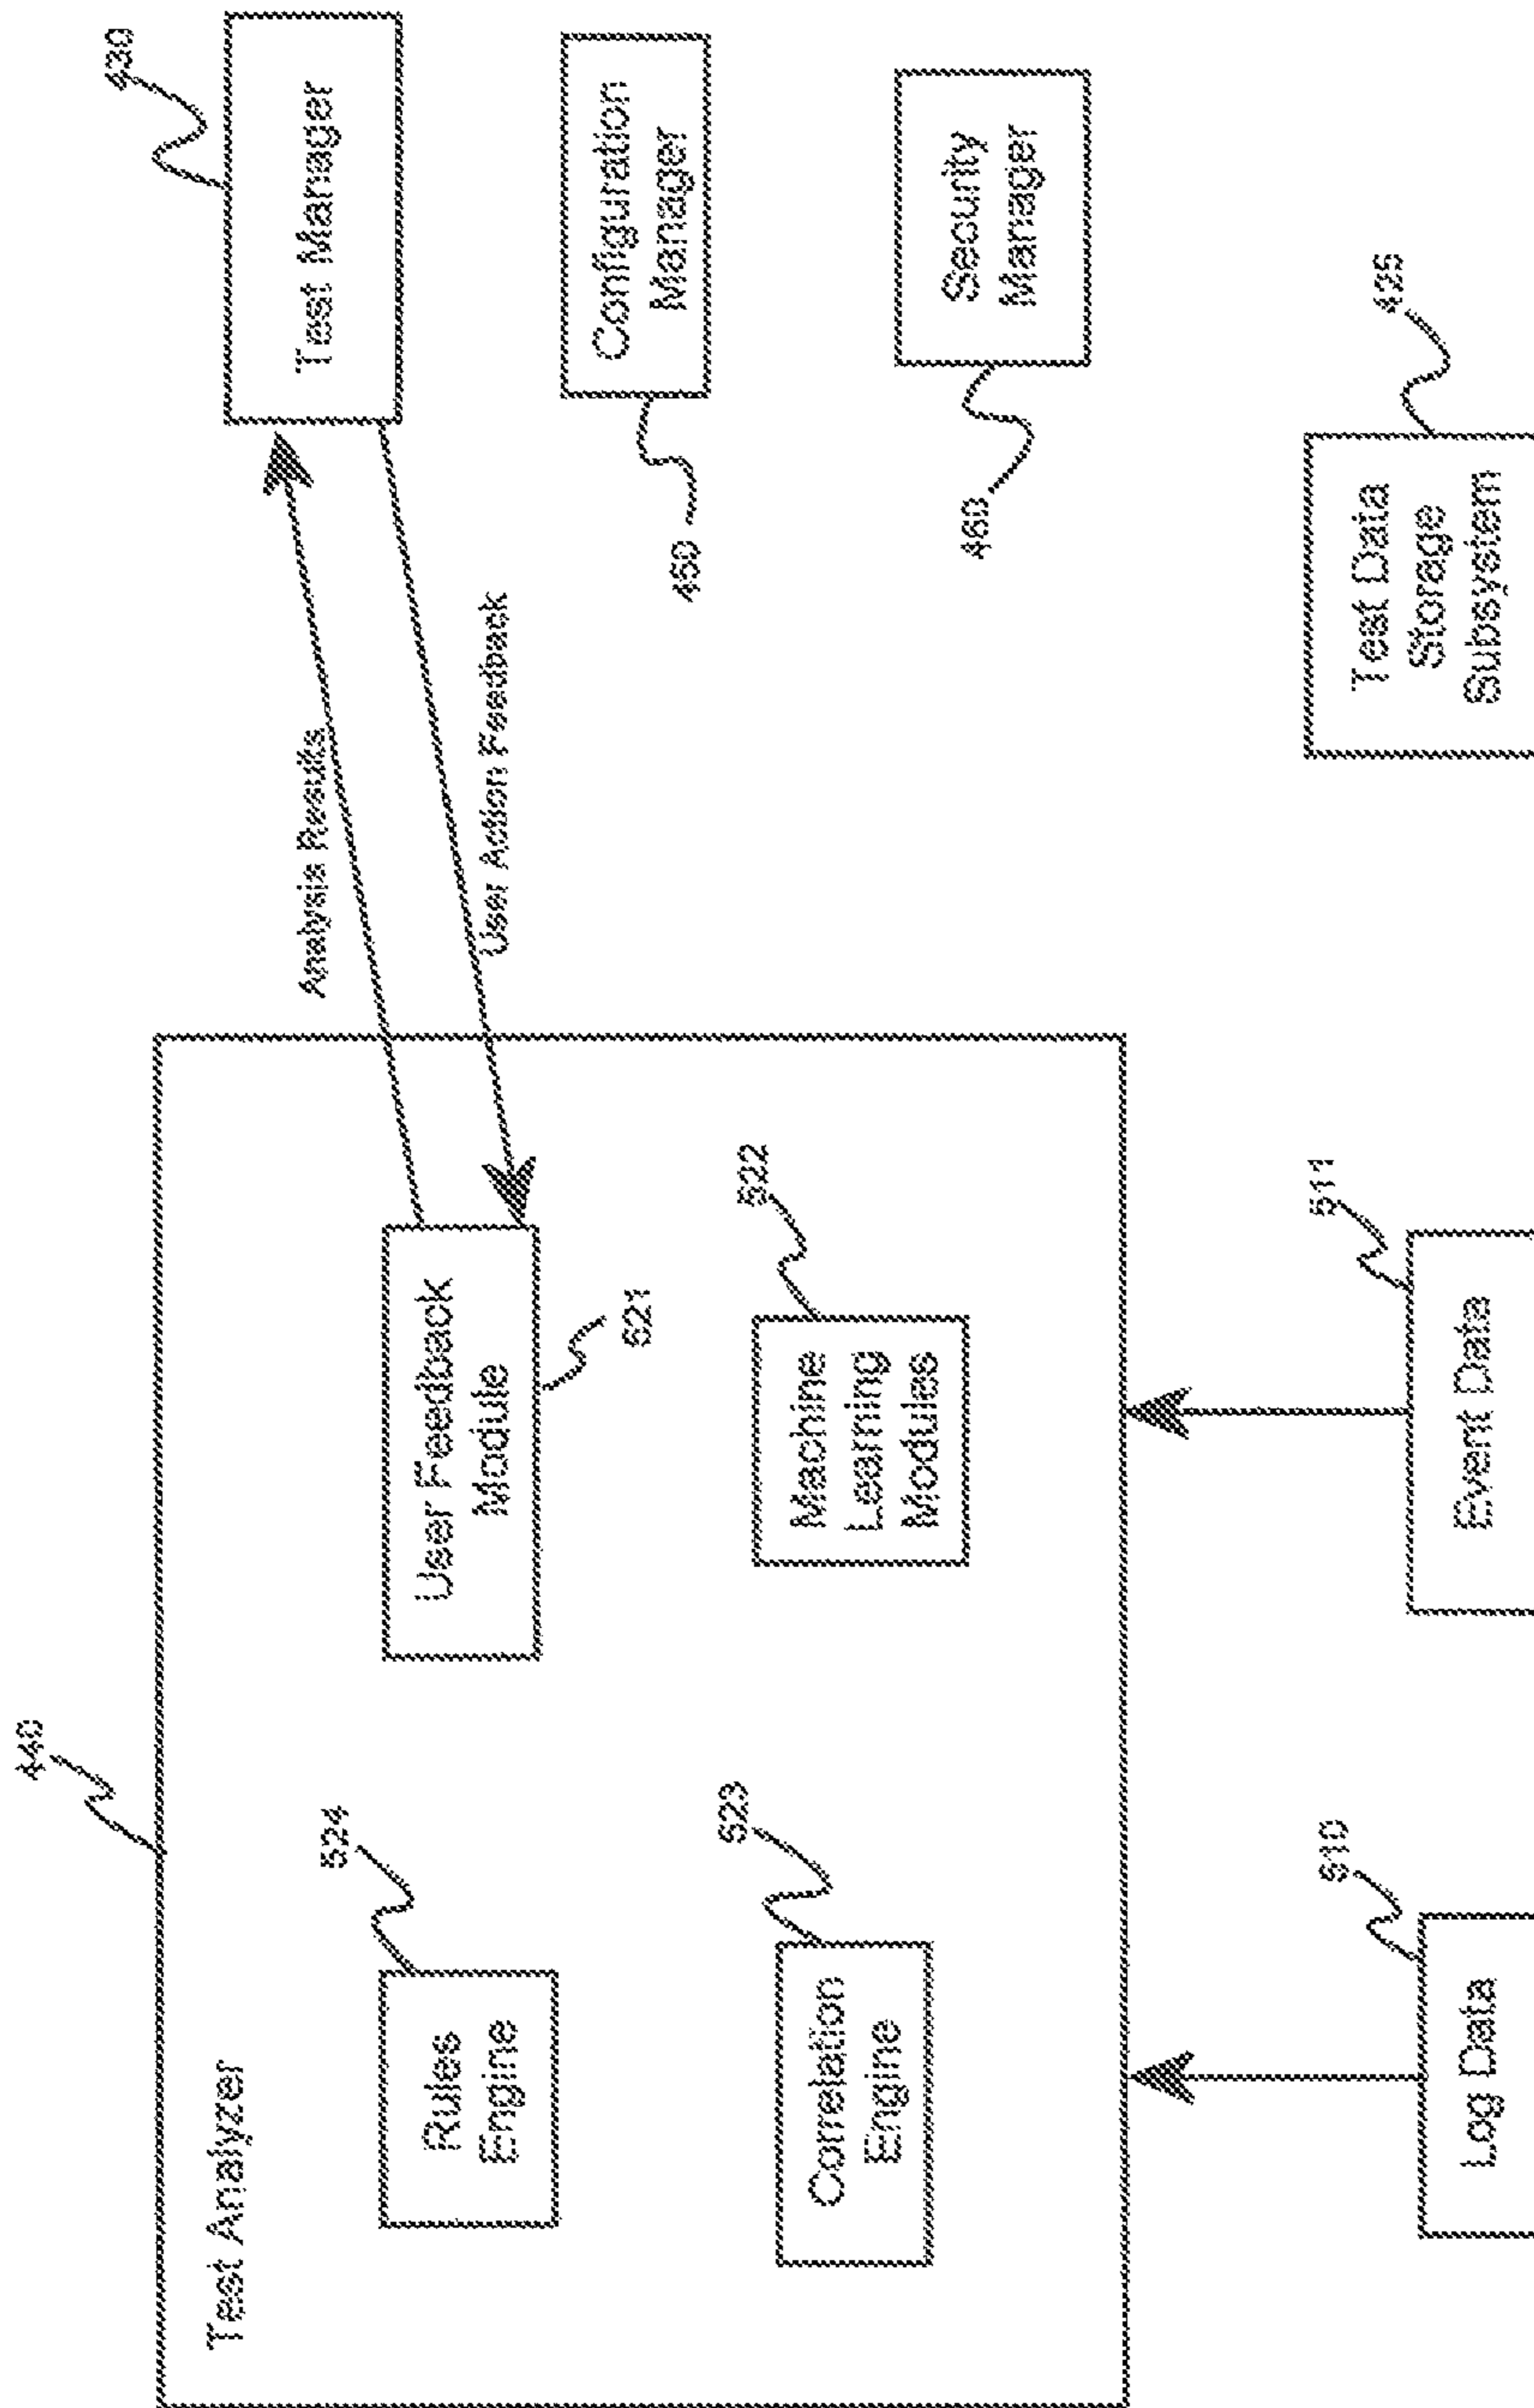 440
Test Analyzer
524
Rules
Engine
User Feedback
Module
521
523
Correlation
Engine
522
Machine
Learning
Modules
Analysis Results
User Action Feedback
430
Test Manager
Configuration
Manager
450
Security
Manager
460
510
Log Data
511
Event Data
435
Test Data
Storage
Subsystem